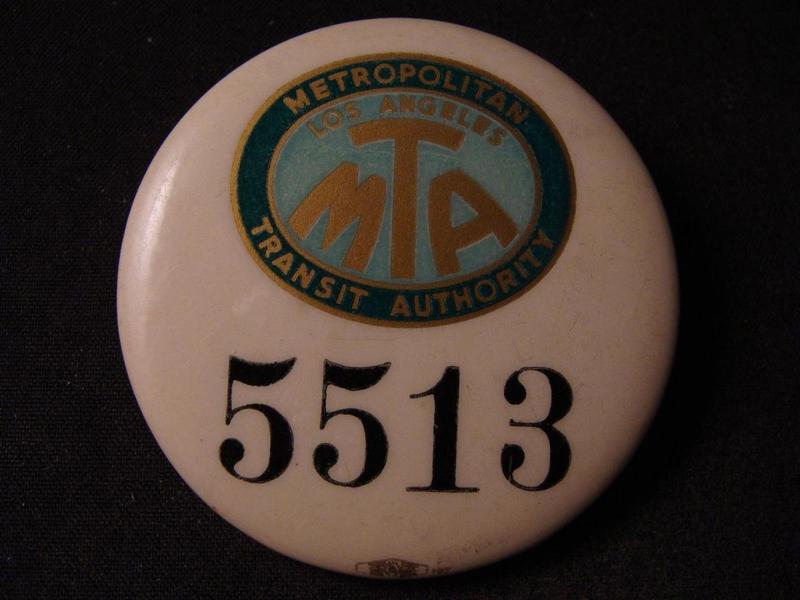 METROPOLITAN
LOS ANGELES
MTA
TRANSIT AUTHORITY
5513